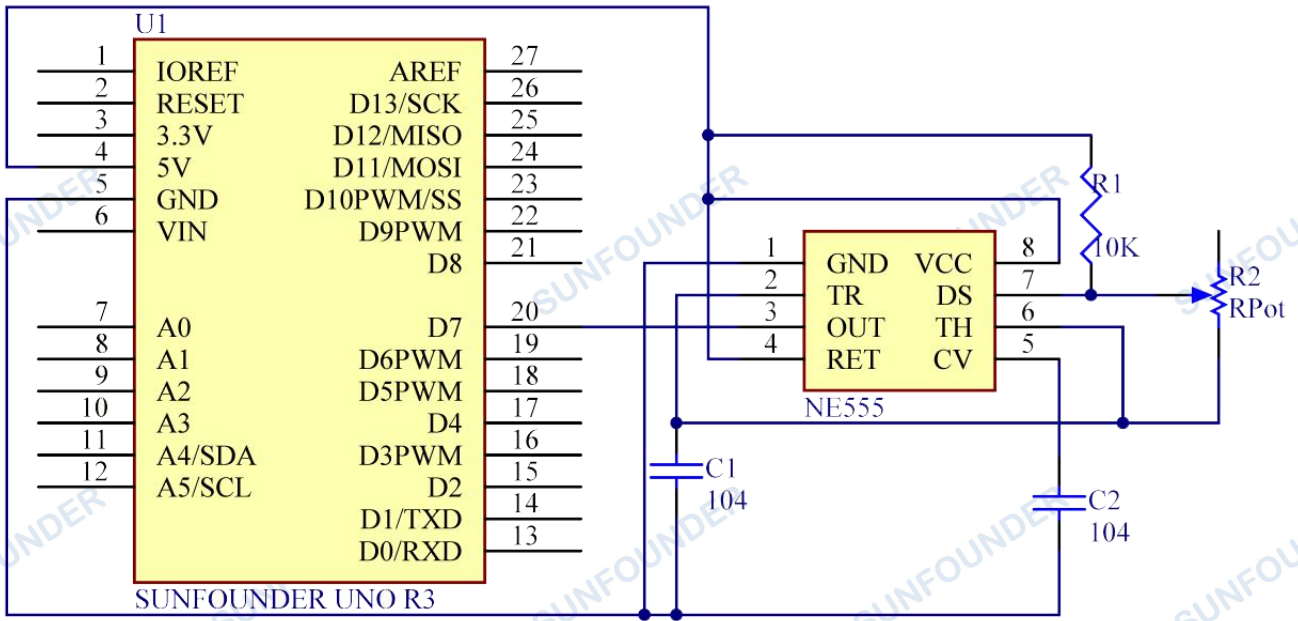 U1
1 IOREF
2 RESET
3 3.3V
4 5V
5 GND
6 VIN
7 A0
8 A1
9 A2
10 A3
11 A4/SDA
12 A5/SCL
AREF 27
D13/SCK 26
D12/MISO 25
D11/MOSI 24
D10PWM/SS 23
D9PWM 22
D8 21
D7 20
D6PWM 19
D5PWM 18
D4 17
D3PWM 16
D2 15
D1/TXD 14
D0/RXD 13
SUNFOUNDER UNO R3
1 GND VCC 8
2 TR DS 7
3 OUT TH 6
4 RET CV 5
NE555
R1
10K
R2
RPot
C1
104
C2
104
SUNFOUNDER
SUNFOUNDER
SUNFOUNDER
SUNFOUNDER
SUNFOUNDER